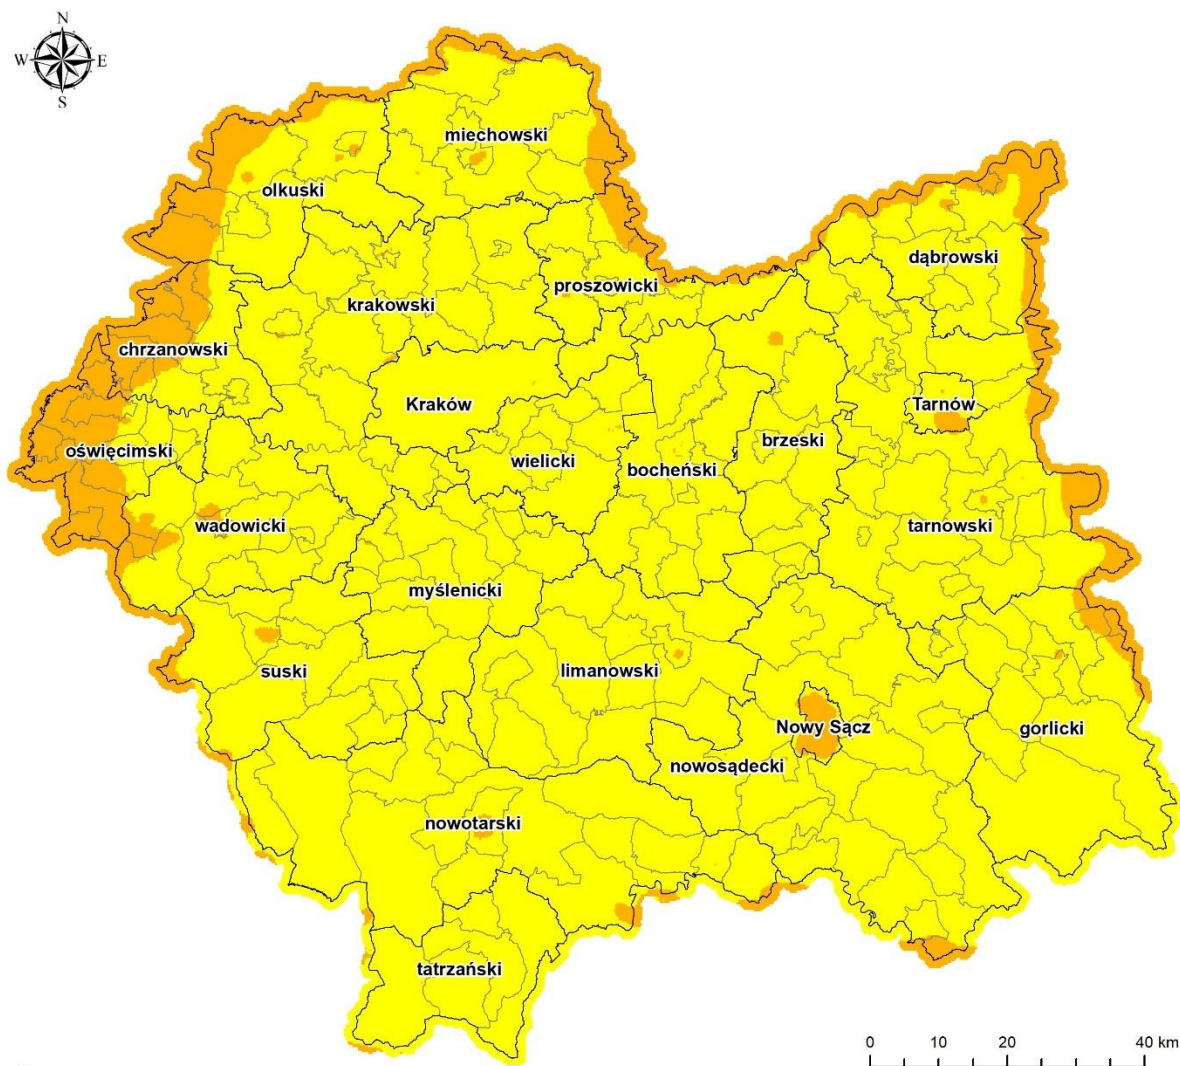 N
W E
S
miechowski
olkuski
dąbrowski
proszowicki
krakowski
chrzanowski
Kraków
Tarnów
brzeski
oświęcimski
wielicki
bocheński
wadowicki
tarnowski
myślenicki
suski
limanowski
Nowy Sącz
gorlicki
nowosądecki
nowotarski
tatrzański
0 10 20 40 km